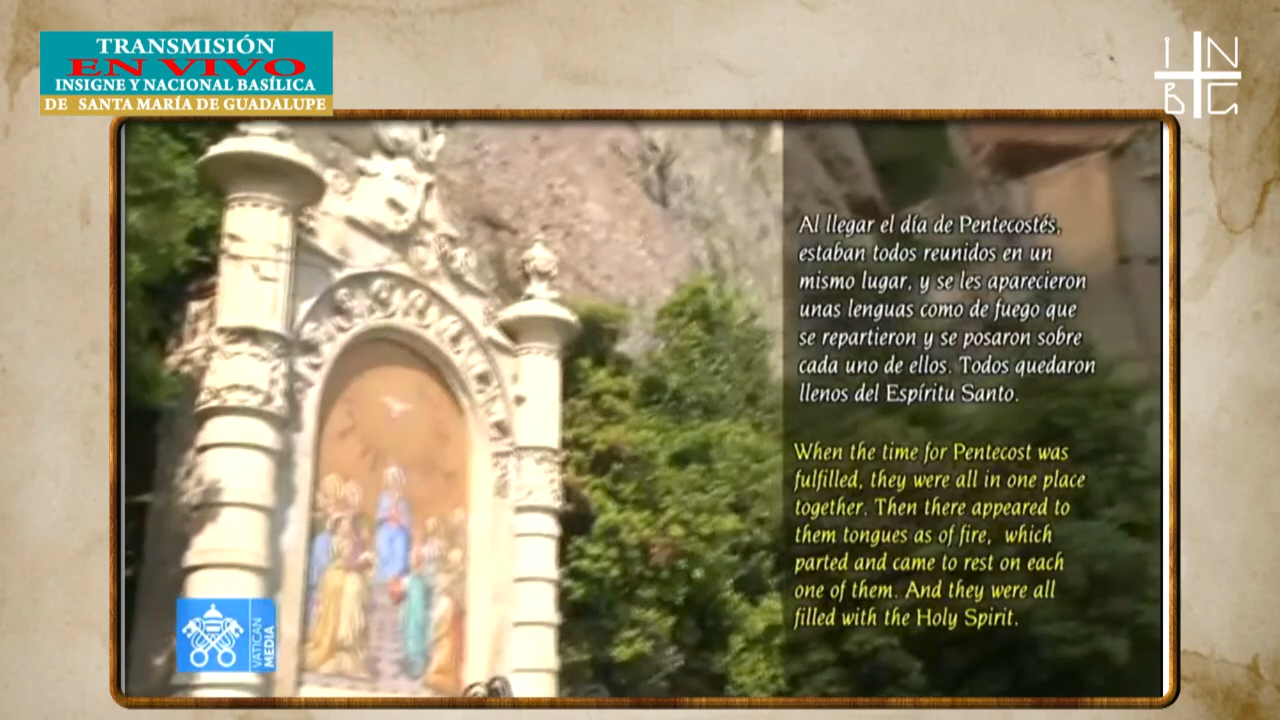 TRANSMISIÓN
EN VIVO
INSIGNE Y NACIONAL BASÍLICA
DE SANTA MARÍA DE GUADALUPE
I N
B G
Al llegar el día de Pentecostés,
estaban todos reunidos en un
mismo lugar, y se les aparecieron
unas lenguas como de fuego que
se repartieron y se posaron sobre
cada uno de ellos. Todos quedaron
llenos del Espíritu Santo.
When the time for Pentecost was
fulfilled, they were all in one place
together. Then there appeared to
them tongues as of fire, which
parted and came to rest on each
one of them. And they were all
filled with the Holy Spirit.
VATICAN
MEDIA